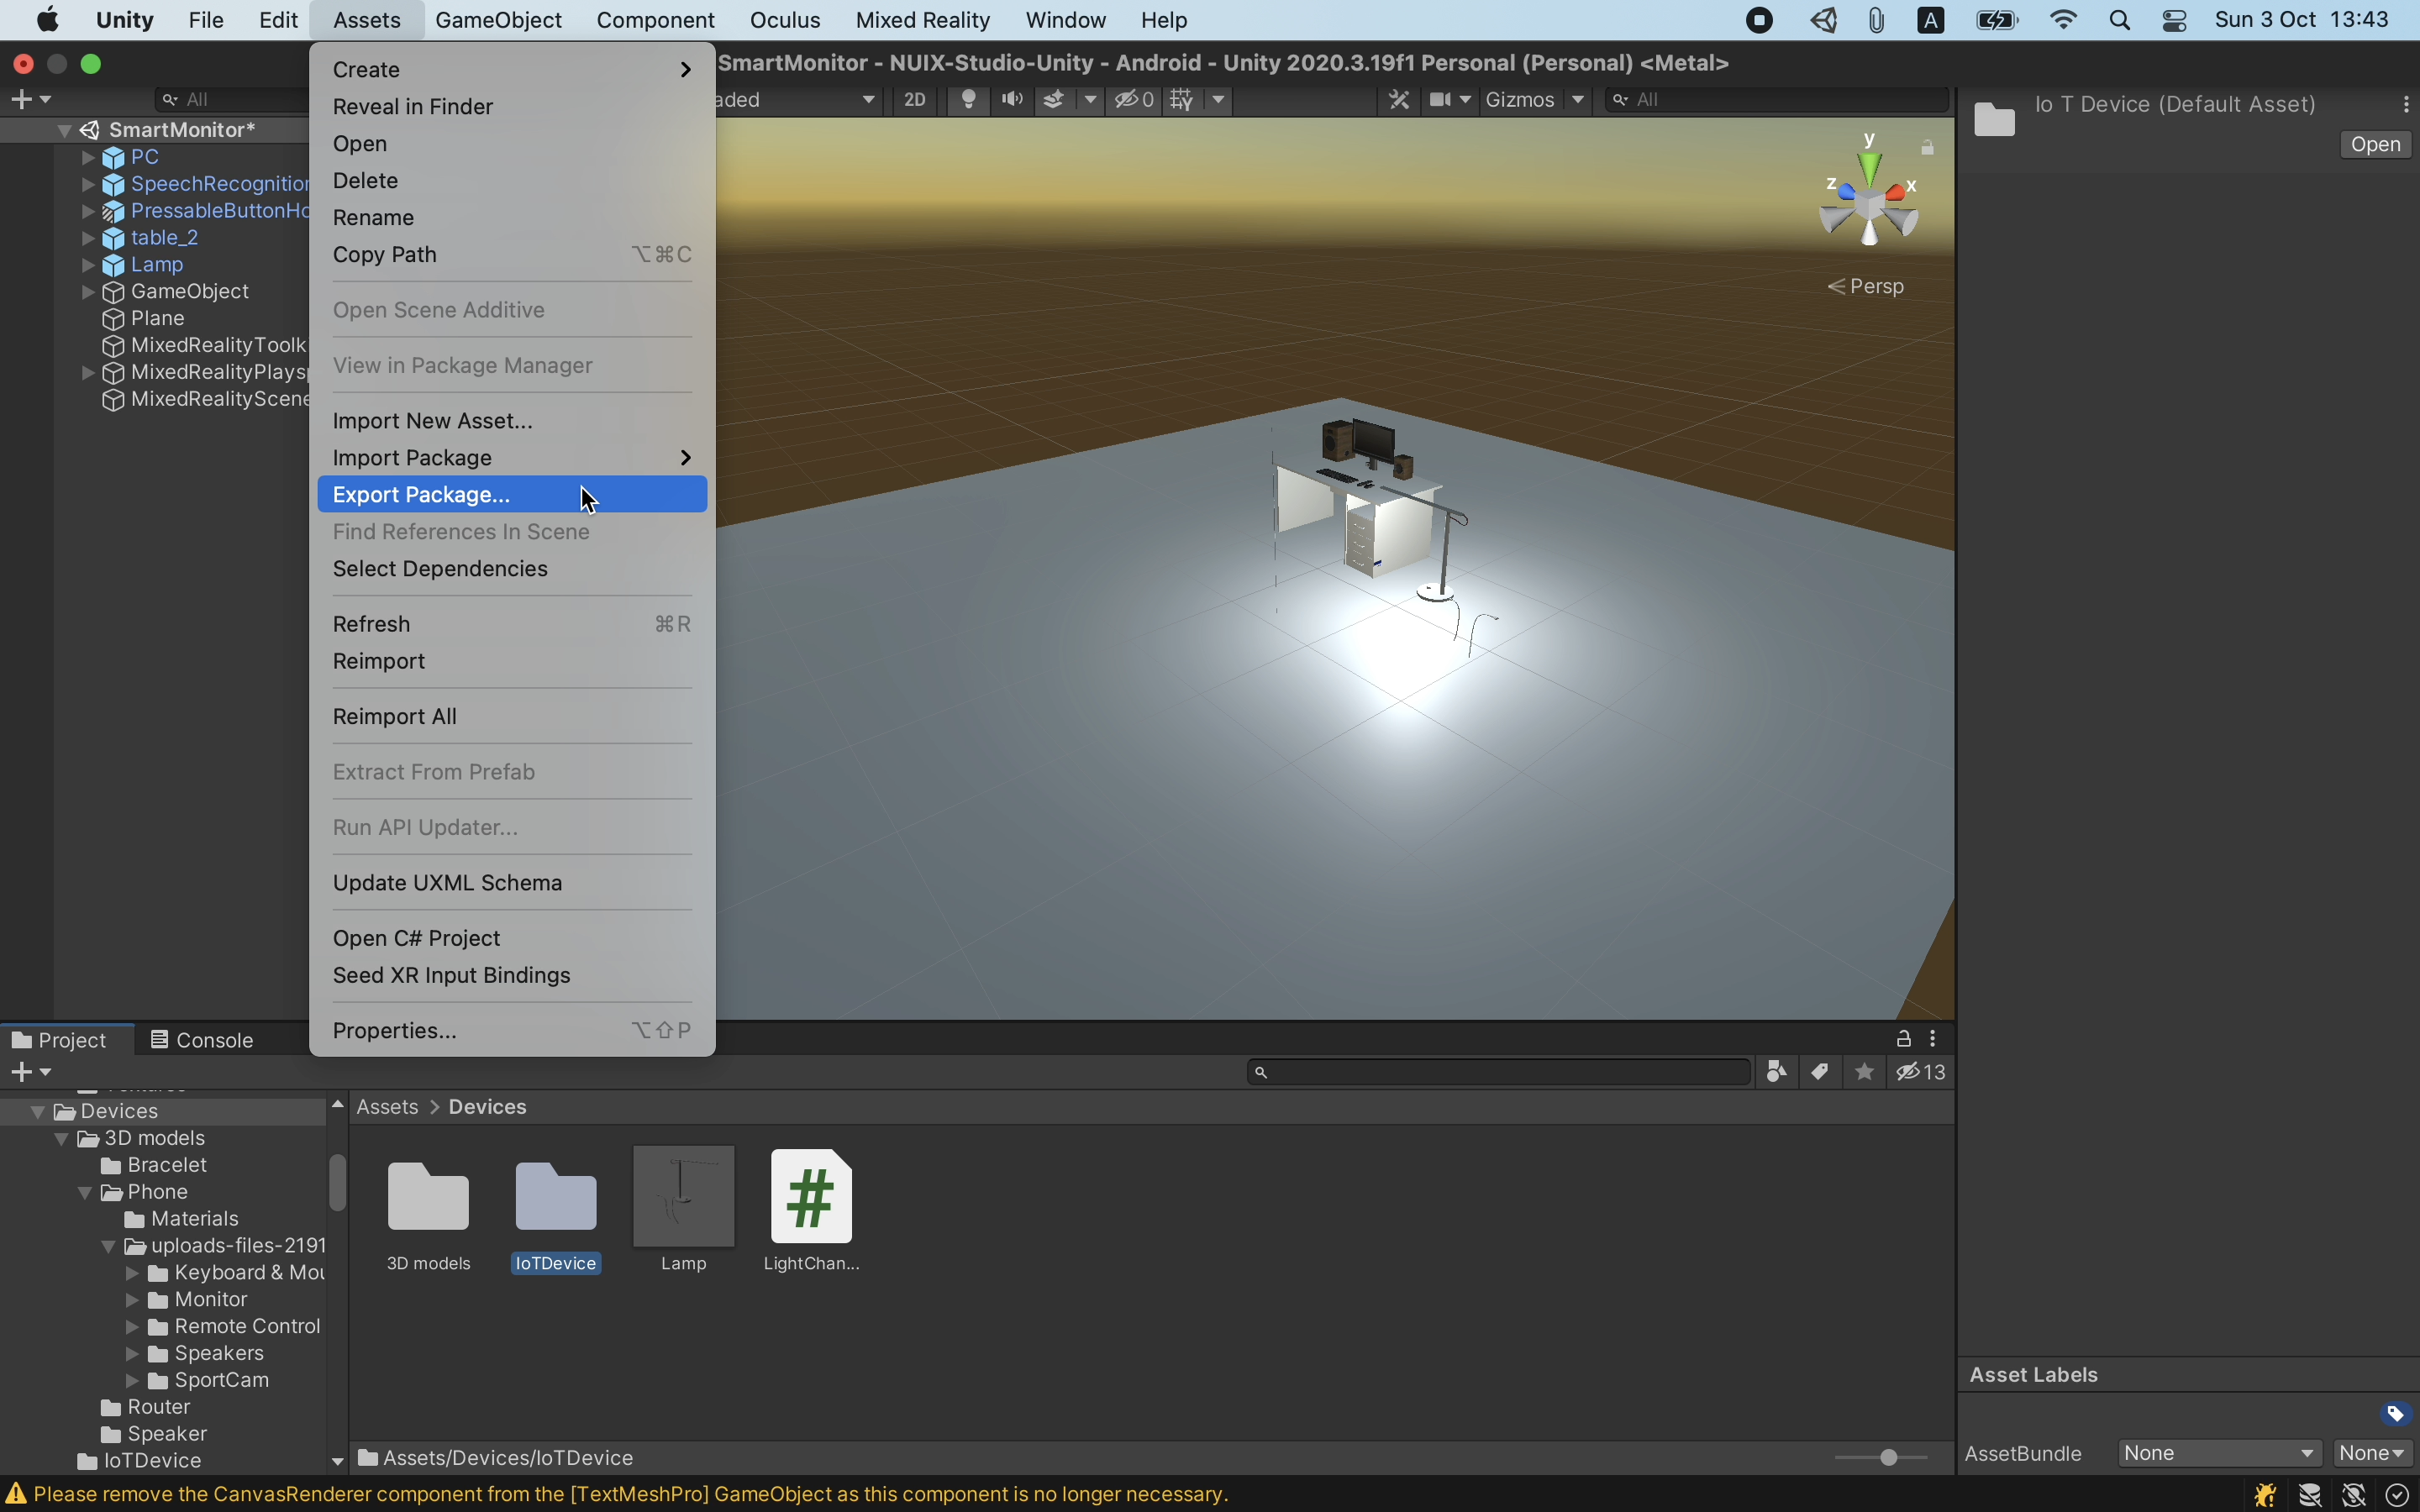 Unity File Edit Assets GameObject Component Oculus Mixed Reality Window Help A Sun 3 Oct 13:43
SmartMonitor - NUIX-Studio-Unity - Android - Unity 2020.3.19f1 Personal (Personal) <Metal>
All
2D 0 Gizmos All
SmartMonitor*
PC
SpeechRecognition
PressableButtonHo
table_2
Lamp
GameObject
Plane
MixedRealityToolk
MixedRealityPlaysp
MixedRealityScene
Create
Reveal in Finder
Open
Delete
Rename
Copy Path ⌥⌘C
Open Scene Additive
View in Package Manager
Import New Asset...
Import Package
Export Package...
Find References In Scene
Select Dependencies
Refresh ⌘R
Reimport
Reimport All
Extract From Prefab
Run API Updater...
Update UXML Schema
Open C# Project
Seed XR Input Bindings
Properties... ⌥⇧P
y
z
x
Persp
Io T Device (Default Asset)
Open
Project Console
13
Devices
3D models
Bracelet
Phone
Materials
uploads-files-2191
Keyboard & Mou
Monitor
Remote Control
Speakers
SportCam
Router
Speaker
IoTDevice
Assets > Devices
3D models
IoTDevice
Lamp
#
LightChan...
Assets/Devices/IoTDevice
Asset Labels
AssetBundle None None
Please remove the CanvasRenderer component from the [TextMeshPro] GameObject as this component is no longer necessary.